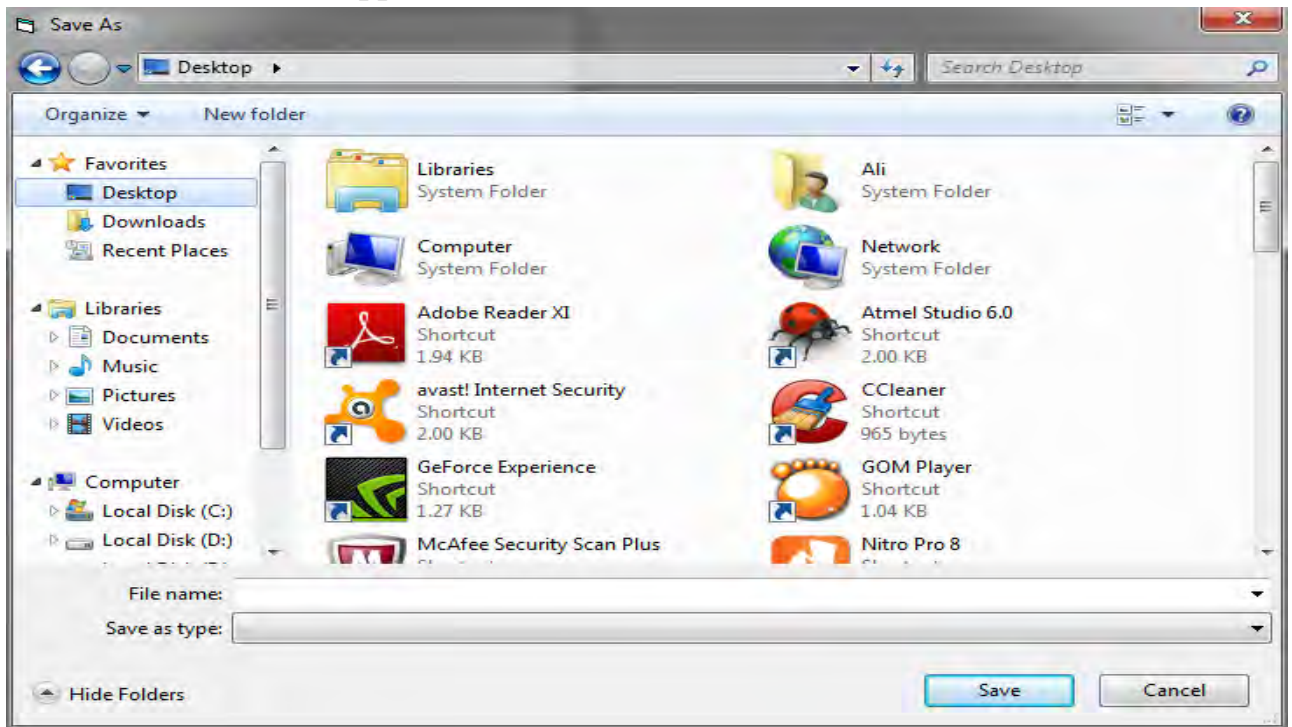 Save As
Desktop
Search Desktop
Organize
New folder
Favorites
Desktop
Downloads
Recent Places
Libraries
Documents
Music
Pictures
Videos
Computer
Local Disk (C:)
Local Disk (D:)
Libraries
System Folder
Ali
System Folder
Computer
System Folder
Network
System Folder
Adobe Reader XI
Shortcut
1.94 KB
Atmel Studio 6.0
Shortcut
2.00 KB
avast! Internet Security
Shortcut
2.00 KB
CCleaner
Shortcut
965 bytes
GeForce Experience
Shortcut
1.27 KB
GOM Player
Shortcut
1.04 KB
McAfee Security Scan Plus
Nitro Pro 8
File name:
Save as type:
Hide Folders
Save
Cancel